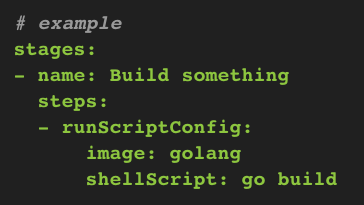 # example
stages:
- name: Build something
  steps:
  - runScriptConfig:
      image: golang
      shellScript: go build